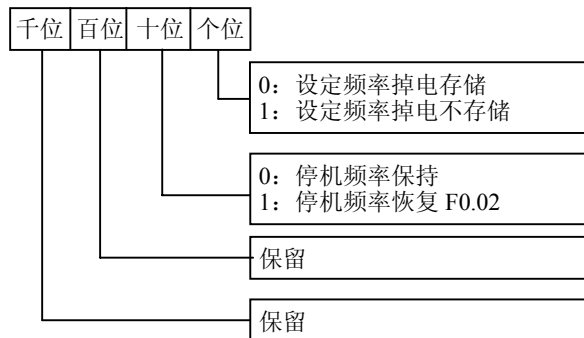 千位 百位 十位 个位
0：设定频率掉电存储
1：设定频率掉电不存储
0：停机频率保持
1：停机频率恢复 F0.02
保留
保留